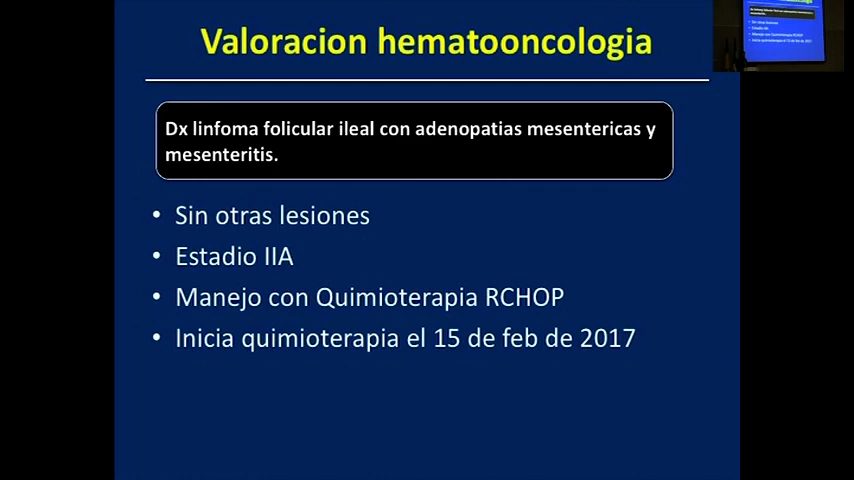 Valoracion hematooncologia
Dx linfoma folicular ileal con adenopatias mesentericas y
mesenteritis.
• Sin otras lesiones
• Estadio IIA
• Manejo con Quimioterapia RCHOP
• Inicia quimioterapia el 15 de feb de 2017